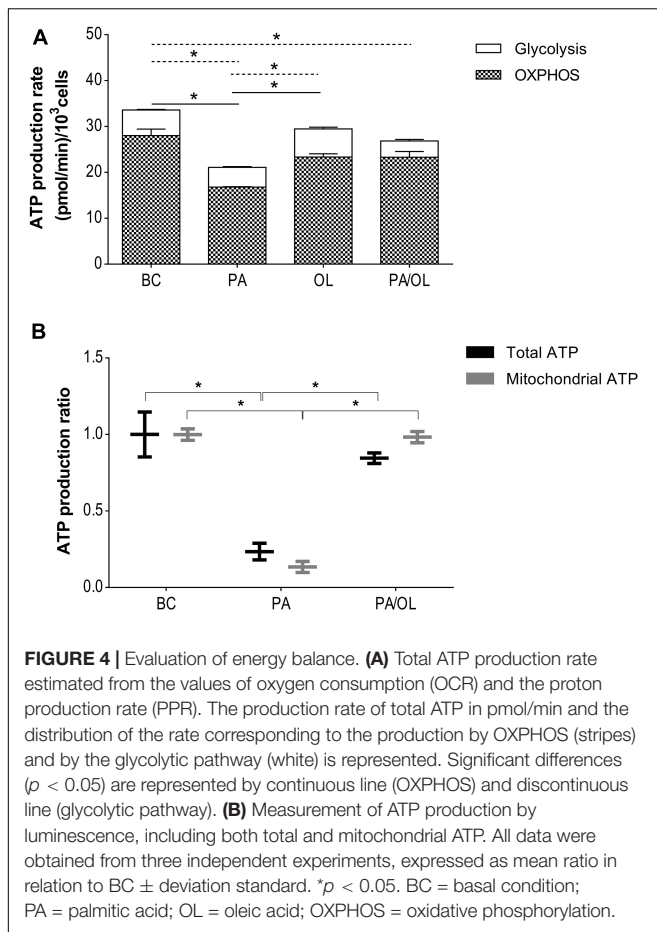 A
ATP production rate
(pmol/min)/10³cells
50
40
30
20
10
0
*
*
*
*
*
Glycolysis
OXPHOS
BC PA OL PA/OL
B
ATP production ratio
1.5
1.0
0.5
0.0
*
*
*
*
Total ATP
Mitochondrial ATP
BC PA PA/OL
FIGURE 4 | Evaluation of energy balance. (A) Total ATP production rate
estimated from the values of oxygen consumption (OCR) and the proton
production rate (PPR). The production rate of total ATP in pmol/min and the
distribution of the rate corresponding to the production by OXPHOS (stripes)
and by the glycolytic pathway (white) is represented. Significant differences
(p < 0.05) are represented by continuous line (OXPHOS) and discontinuous
line (glycolytic pathway). (B) Measurement of ATP production by
luminescence, including both total and mitochondrial ATP. All data were
obtained from three independent experiments, expressed as mean ratio in
relation to BC ± deviation standard. *p < 0.05. BC = basal condition;
PA = palmitic acid; OL = oleic acid; OXPHOS = oxidative phosphorylation.